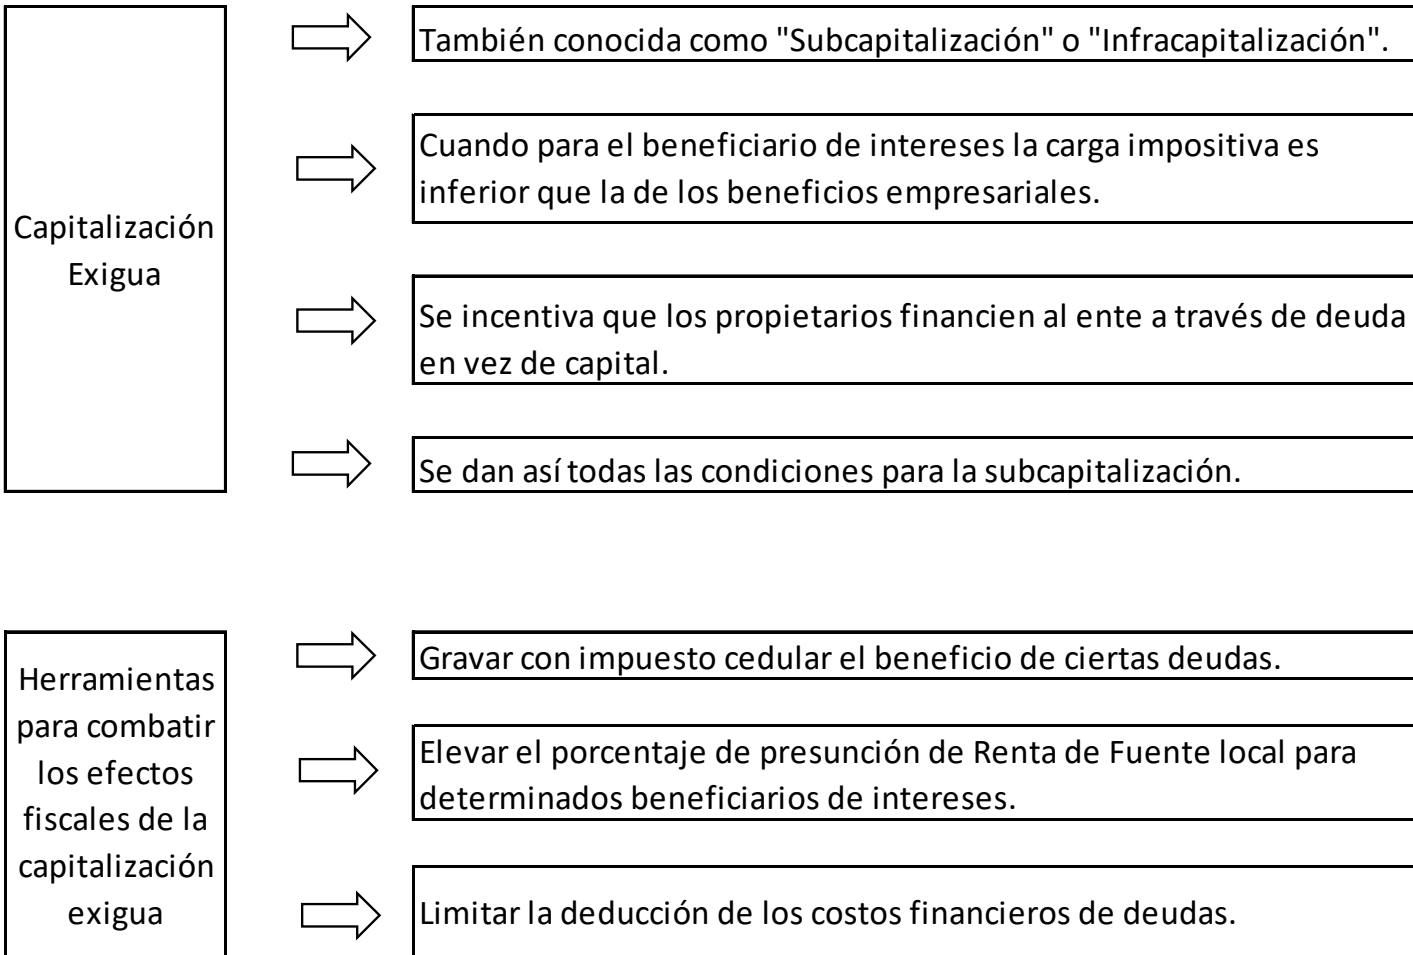 Capitalización
Exigua
También conocida como "Subcapitalización" o "Infracapitalización".
Cuando para el beneficiario de intereses la carga impositiva es
inferior que la de los beneficios empresariales.
Se incentiva que los propietarios financien al ente a través de deuda
en vez de capital.
Se dan así todas las condiciones para la subcapitalización.
Herramientas
para combatir
los efectos
fiscales de la
capitalización
exigua
Gravar con impuesto cedular el beneficio de ciertas deudas.
Elevar el porcentaje de presunción de Renta de Fuente local para
determinados beneficiarios de intereses.
Limitar la deducción de los costos financieros de deudas.